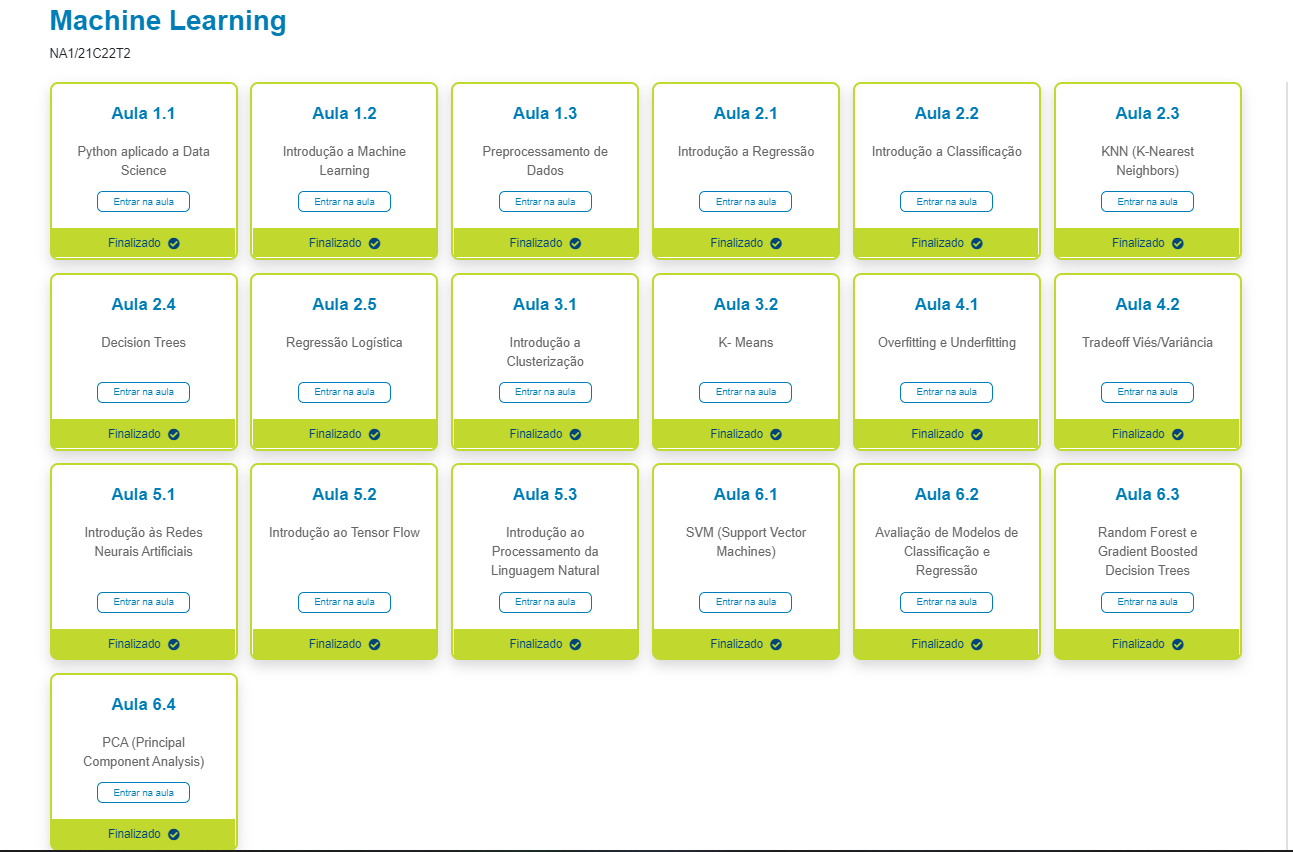 Machine Learning
NA1/21C22T2
Aula 1.1
Python aplicado a Data
Science
Entrar na aula
Finalizado
Aula 1.2
Introdução a Machine
Learning
Entrar na aula
Finalizado
Aula 1.3
Preprocessamento de
Dados
Entrar na aula
Finalizado
Aula 2.1
Introdução a Regressão
Entrar na aula
Finalizado
Aula 2.2
Introdução a Classificação
Entrar na aula
Finalizado
Aula 2.3
KNN (K-Nearest
Neighbors)
Entrar na aula
Finalizado
Aula 2.4
Decision Trees
Entrar na aula
Finalizado
Aula 2.5
Regressão Logística
Entrar na aula
Finalizado
Aula 3.1
Introdução a
Clusterização
Entrar na aula
Finalizado
Aula 3.2
K- Means
Entrar na aula
Finalizado
Aula 4.1
Overfitting e Underfitting
Entrar na aula
Finalizado
Aula 4.2
Tradeoff Viés/Variância
Entrar na aula
Finalizado
Aula 5.1
Introdução às Redes
Neurais Artificiais
Entrar na aula
Finalizado
Aula 5.2
Introdução ao Tensor Flow
Entrar na aula
Finalizado
Aula 5.3
Introdução ao
Processamento da
Linguagem Natural
Entrar na aula
Finalizado
Aula 6.1
SVM (Support Vector
Machines)
Entrar na aula
Finalizado
Aula 6.2
Avaliação de Modelos de
Classificação e
Regressão
Entrar na aula
Finalizado
Aula 6.3
Random Forest e
Gradient Boosted
Decision Trees
Entrar na aula
Finalizado
Aula 6.4
PCA (Principal
Component Analysis)
Entrar na aula
Finalizado